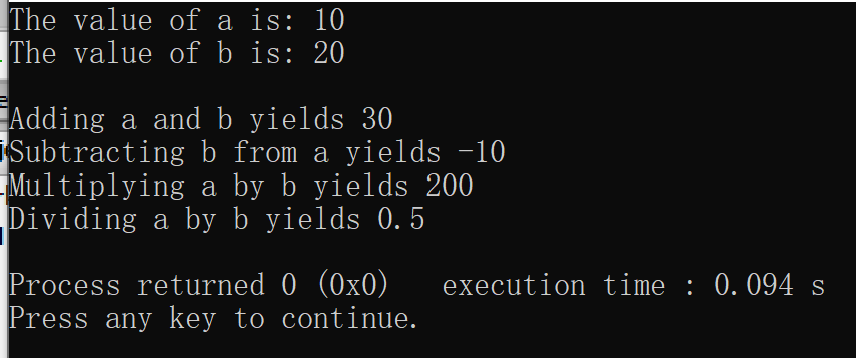 The value of a is: 10
The value of b is: 20
Adding a and b yields 30
Subtracting b from a yields -10
Multiplying a by b yields 200
Dividing a by b yields 0.5
Process returned 0 (0x0)   execution time : 0.094 s
Press any key to continue.